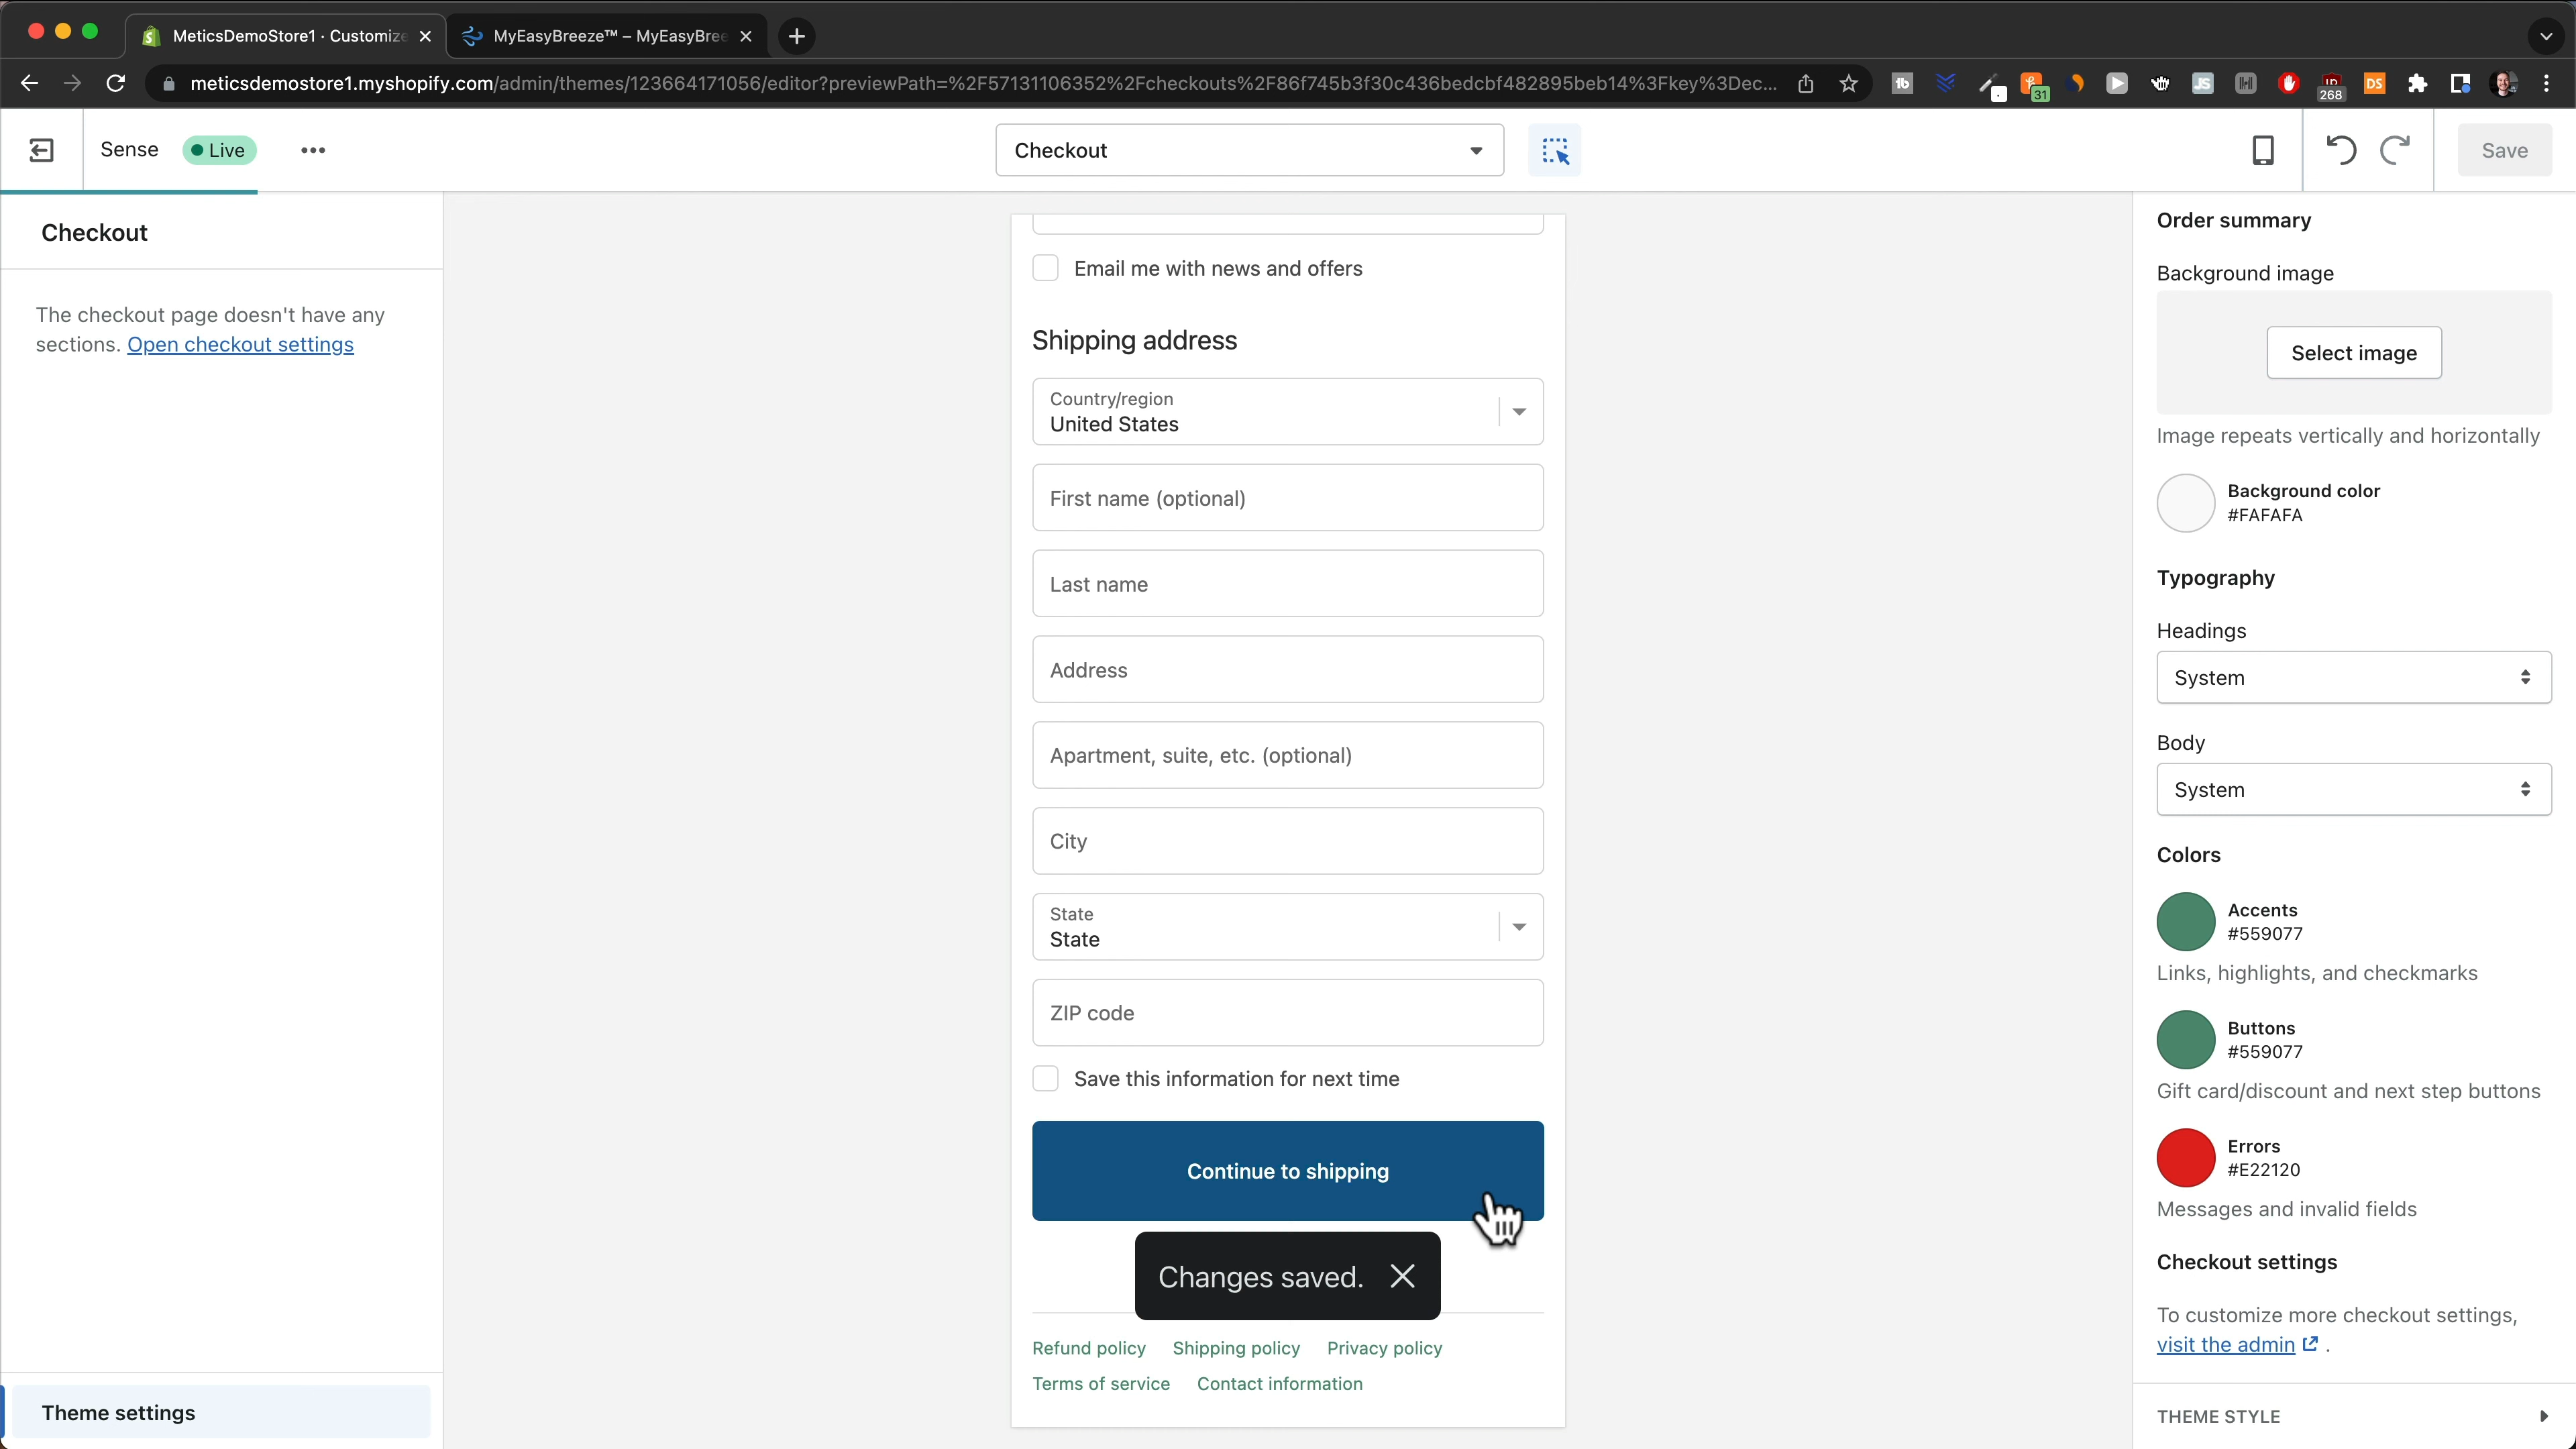 MeticsDemoStore1 · Customize
MyEasyBreeze™ – MyEasyBree
meticsdemostore1.myshopify.com/admin/themes/123664171056/editor?previewPath=%2F57131106352%2Fcheckouts%2F86f745b3f30c436bedcbf482895beb14%3Fkey%3Dec...
tb
31
JS
268
DS
Sense
Live
Checkout
Save
Checkout
The checkout page doesn't have any
sections. Open checkout settings
Theme settings
Email me with news and offers
Shipping address
Country/region
United States
First name (optional)
Last name
Address
Apartment, suite, etc. (optional)
City
State
State
ZIP code
Save this information for next time
Continue to shipping
Changes saved.
Refund policy Shipping policy Privacy policy
Terms of service Contact information
Order summary
Background image
Select image
Image repeats vertically and horizontally
Background color
#FAFAFA
Typography
Headings
System
Body
System
Colors
Accents
#559077
Links, highlights, and checkmarks
Buttons
#559077
Gift card/discount and next step buttons
Errors
#E22120
Messages and invalid fields
Checkout settings
To customize more checkout settings,
visit the admin .
THEME STYLE